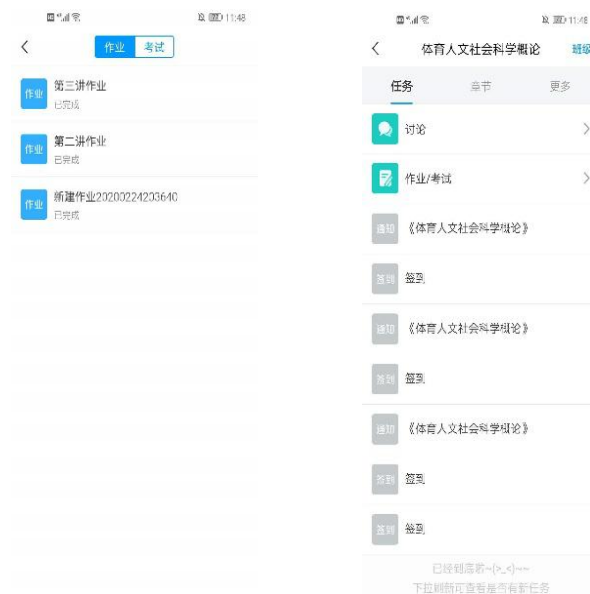 11:48
作业 考试
作业
第三讲作业
已完成
作业
第二讲作业
已完成
作业
新建作业20200224203640
已完成
11:48
体育人文社会科学概论 班级
任务 章节 更多
讨论
作业/考试
通知 《体育人文社会科学概论》
签到 签到
通知 《体育人文社会科学概论》
签到 签到
通知 《体育人文社会科学概论》
签到 签到
签到 签到
已经到底啦~(>_<)~~
下拉刷新可查看是否有新任务